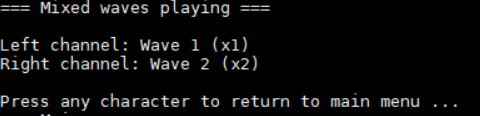 === Mixed waves playing ===
Left channel: Wave 1 (x1)
Right channel: Wave 2 (x2)
Press any character to return to main menu ...